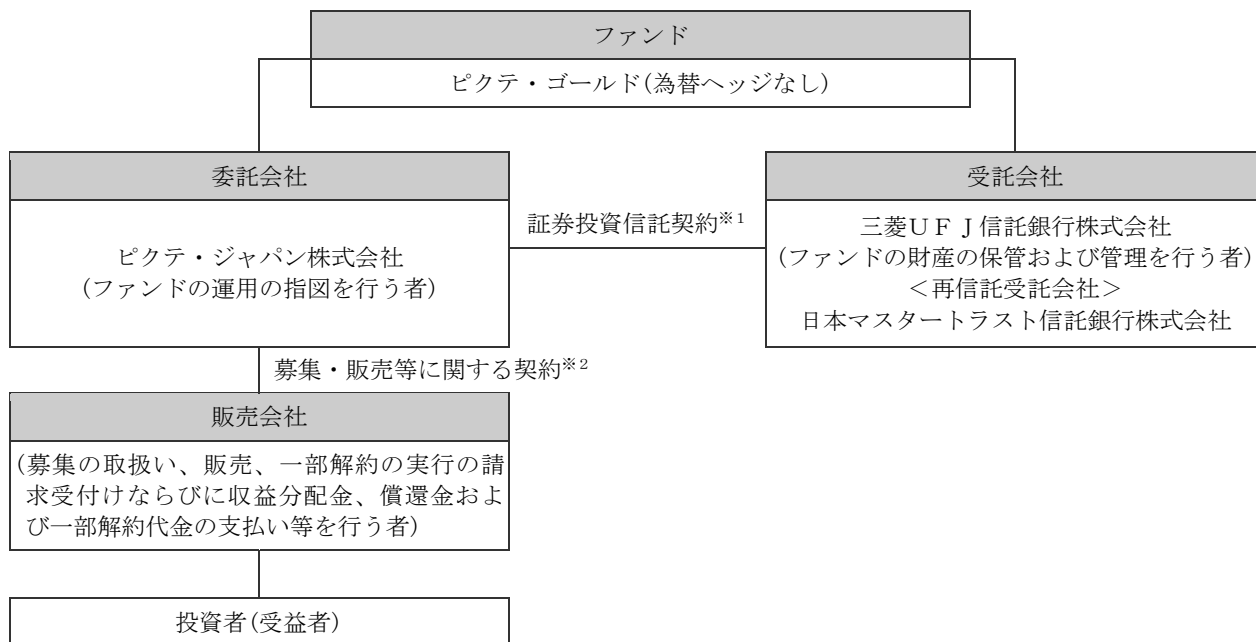 ファンド
ピクテ・ゴールド(為替ヘッジなし)
委託会社
ピクテ・ジャパン株式会社
(ファンドの運用の指図を行う者)
証券投資信託契約※1
受託会社
三菱UFJ信託銀行株式会社
(ファンドの財産の保管および管理を行う者)
<再信託受託会社>
日本マスタートラスト信託銀行株式会社
募集・販売等に関する契約※2
販売会社
(募集の取扱い、販売、一部解約の実行の請
求受付けならびに収益分配金、償還金およ
び一部解約代金の支払い等を行う者)
投資者(受益者)